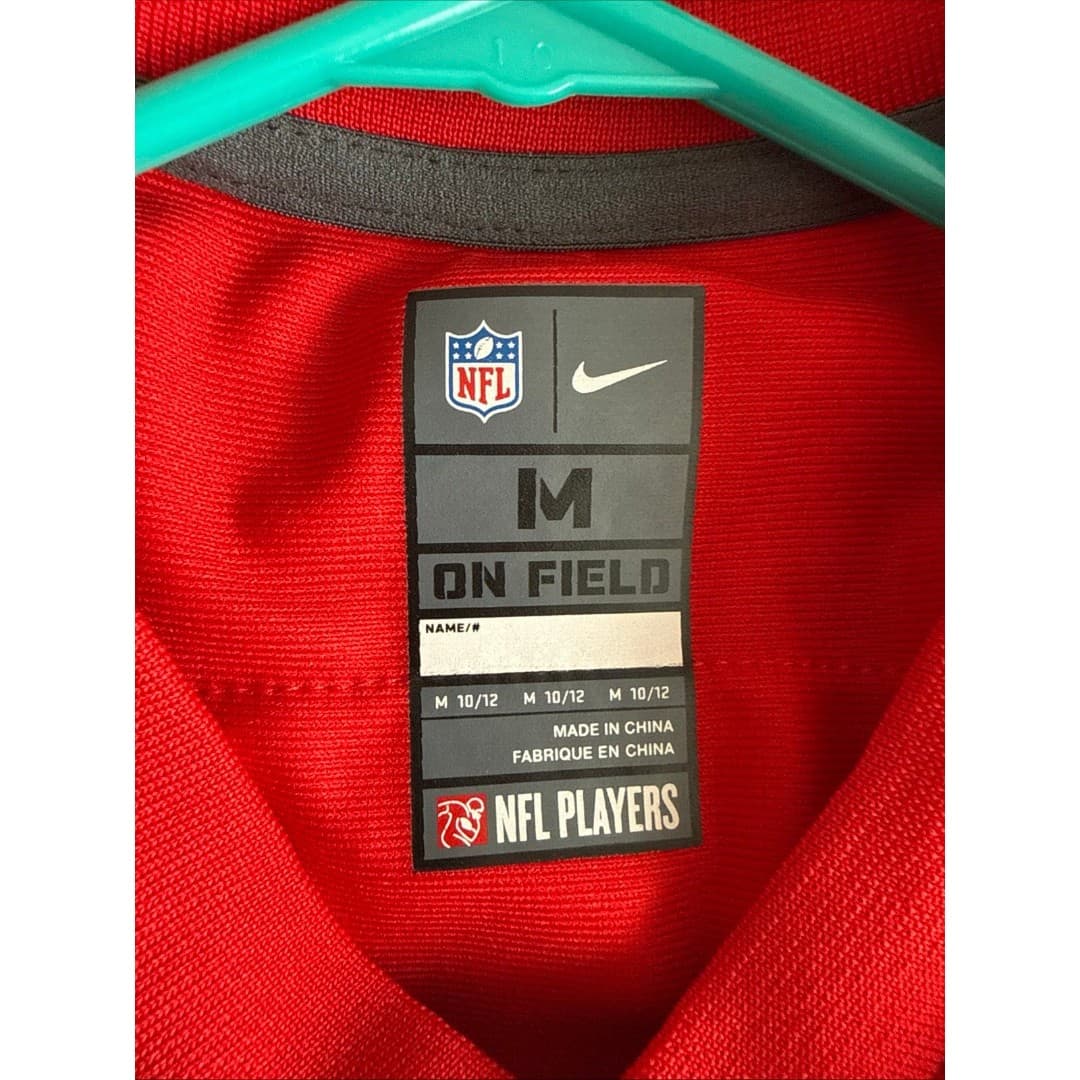 NFL
M
ON FIELD
NAME/#
M 10/12 M 10/12 M 10/12
MADE IN CHINA
FABRIQUE EN CHINA
NFL PLAYERS